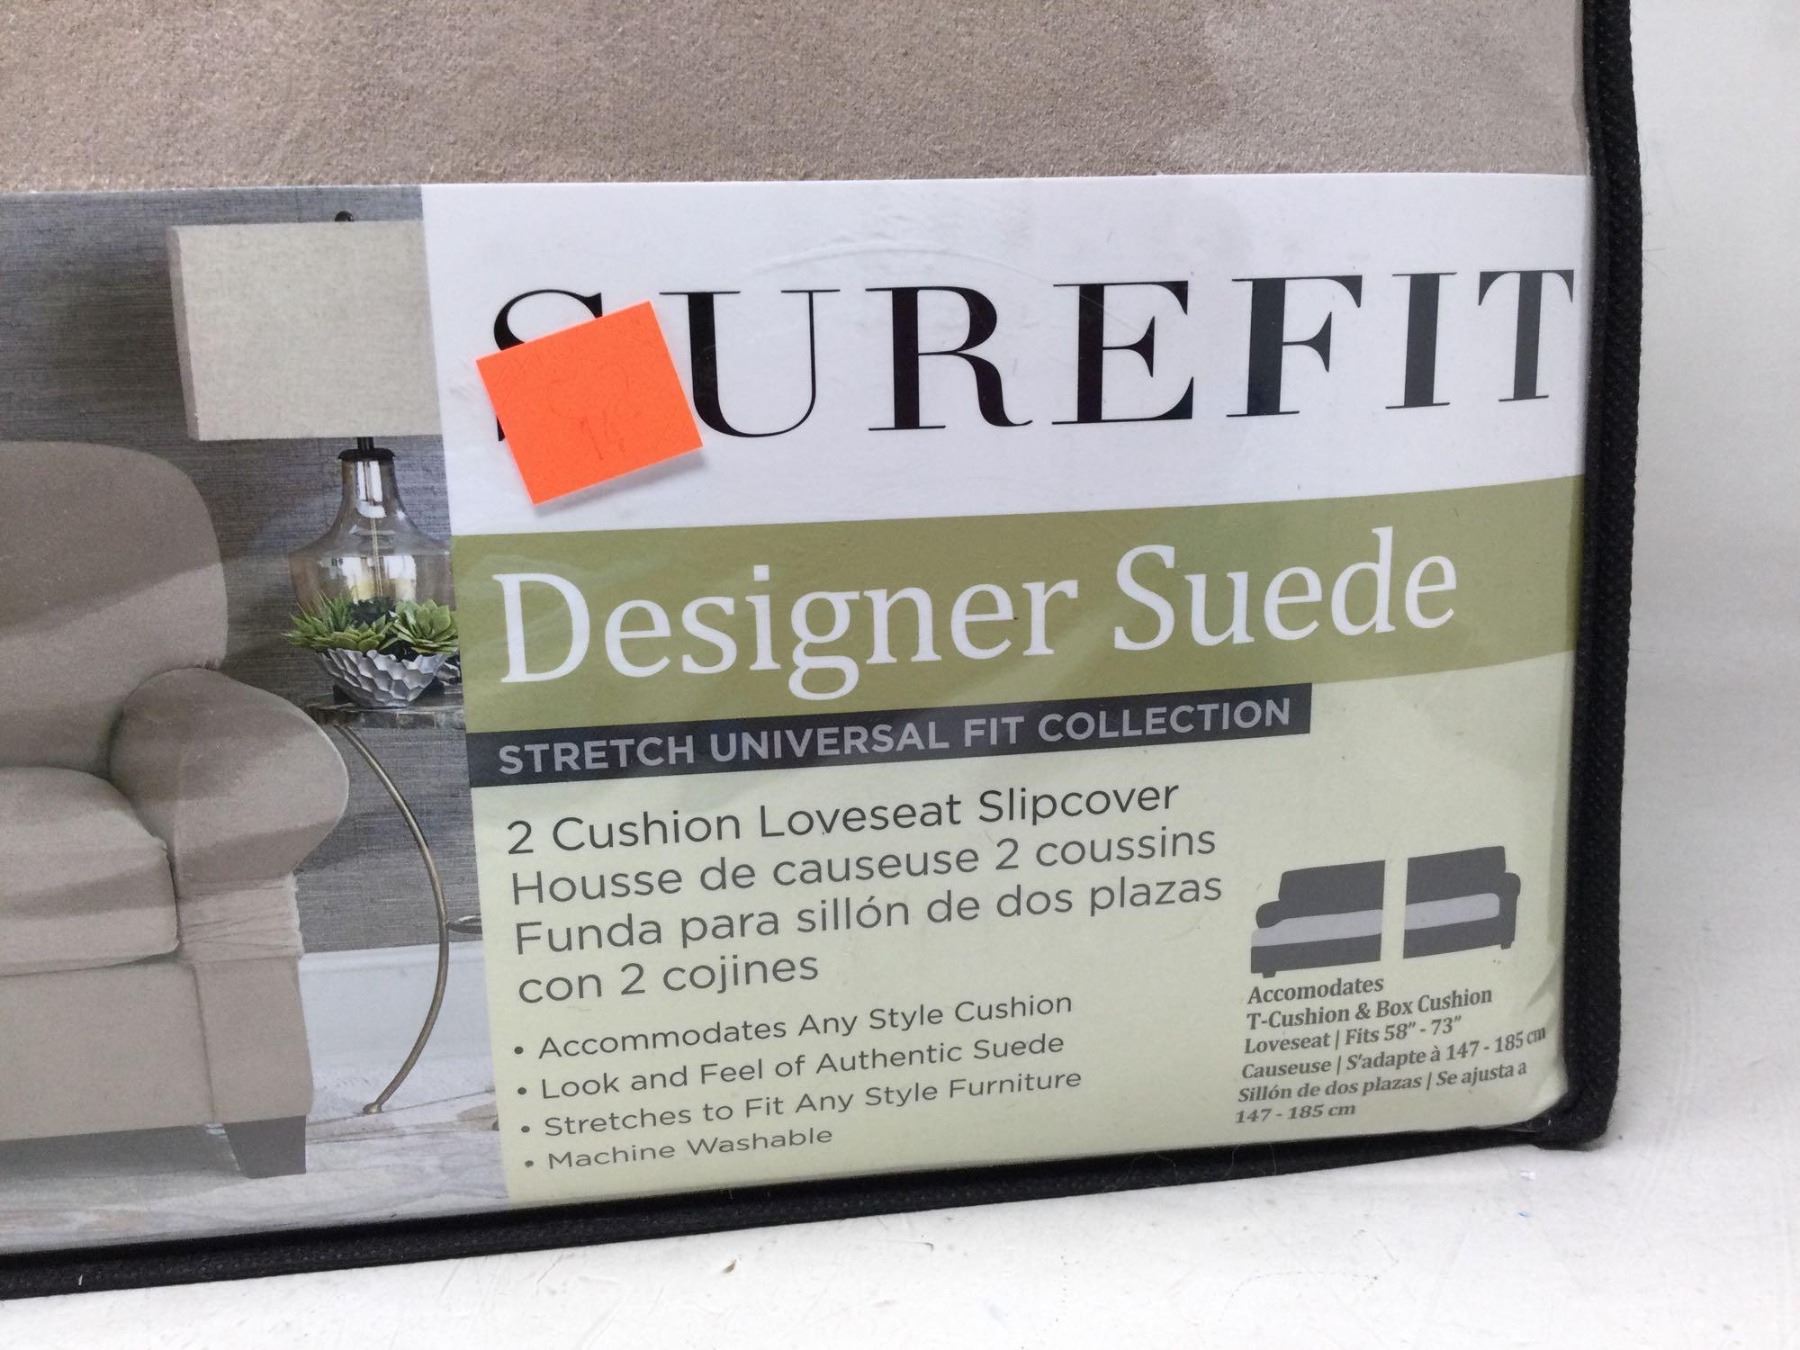 SUREFIT
14
Designer Suede
STRETCH UNIVERSAL FIT COLLECTION
2 Cushion Loveseat Slipcover
Housse de causeuse 2 coussins
Funda para sillón de dos plazas
con 2 cojines
• Accommodates Any Style Cushion
• Look and Feel of Authentic Suede
• Stretches to Fit Any Style Furniture
• Machine Washable
Accomodates
T-Cushion & Box Cushion
Loveseat | Fits 58" - 73"
Causeuse | S'adapte à 147 - 185 cm
Sillón de dos plazas | Se ajusta a
147 - 185 cm